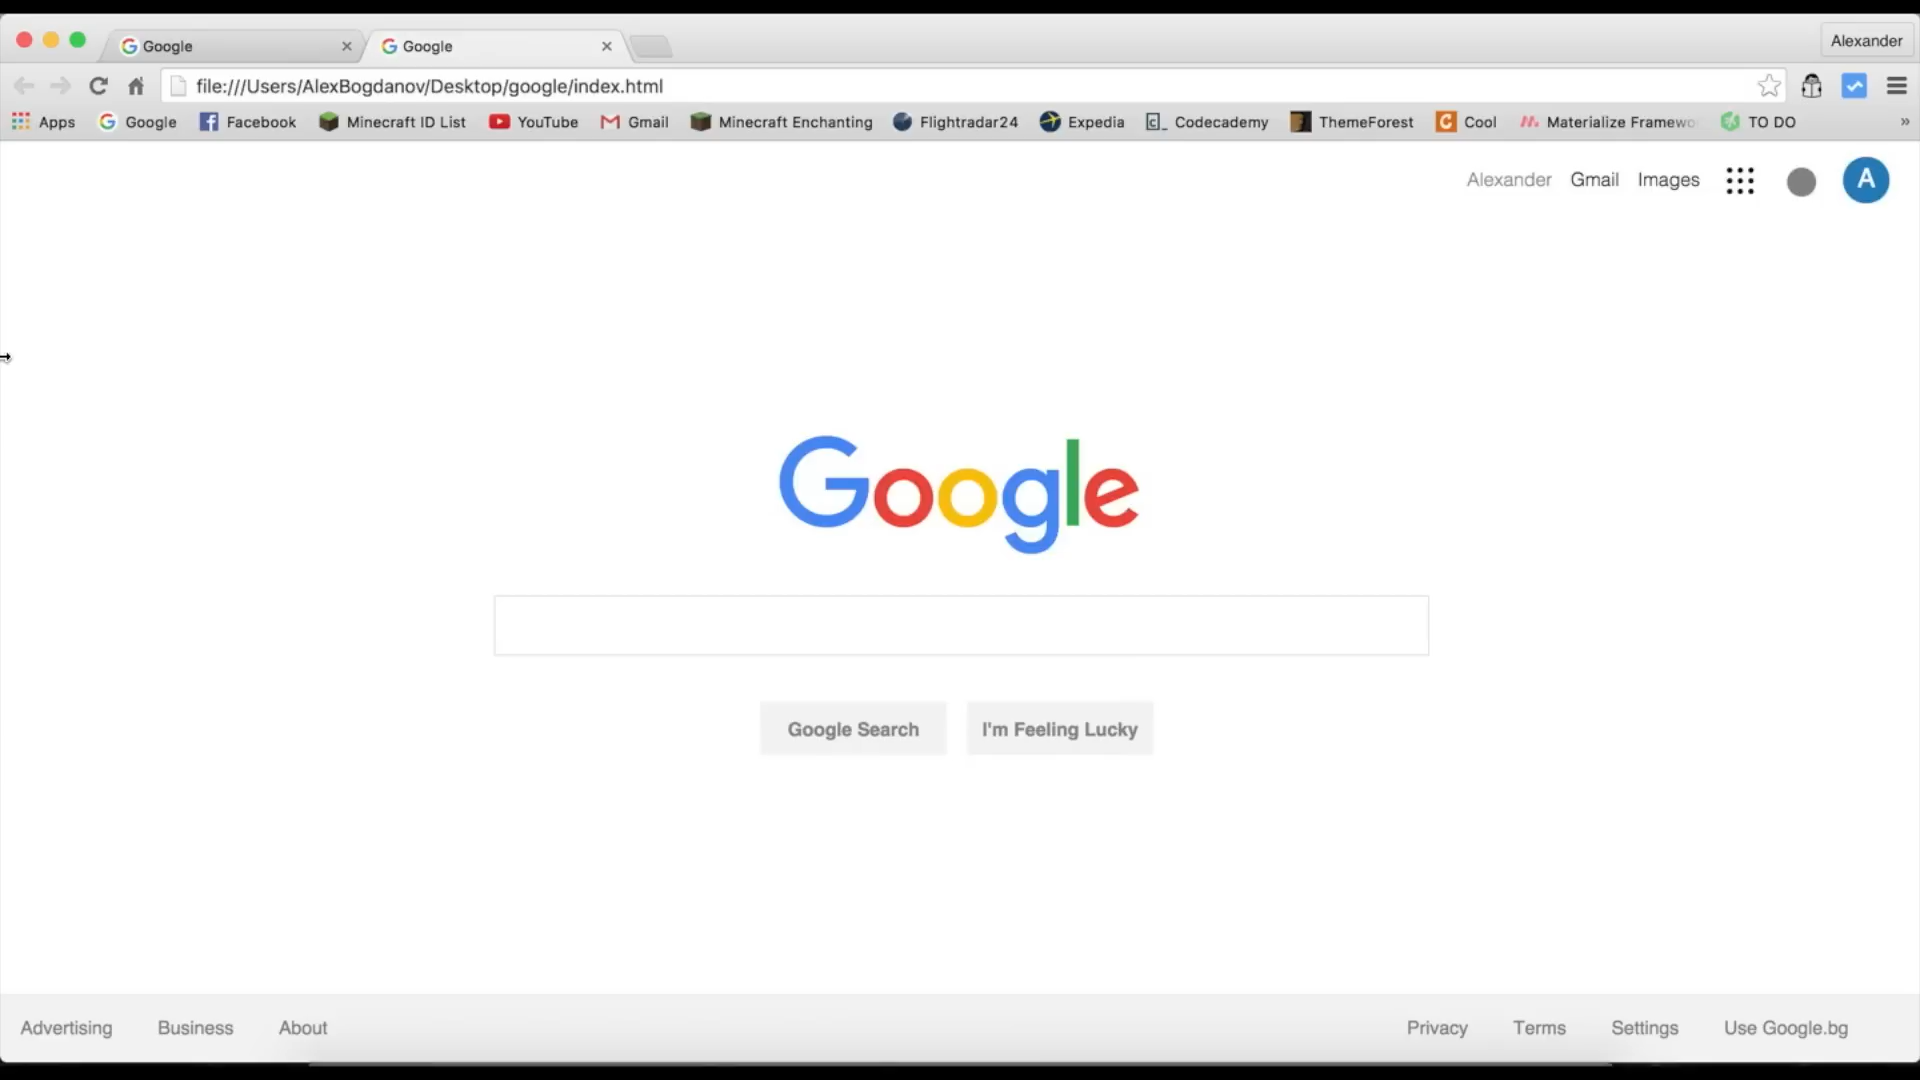 Google
Google
Alexander
file:///Users/AlexBogdanov/Desktop/google/index.html
Apps Google Facebook Minecraft ID List YouTube Gmail Minecraft Enchanting Flightradar24 Expedia Codecademy ThemeForest Cool Materialize Framewo TO DO »
Alexander Gmail Images A
Google
Google Search I'm Feeling Lucky
Advertising Business About Privacy Terms Settings Use Google.bg